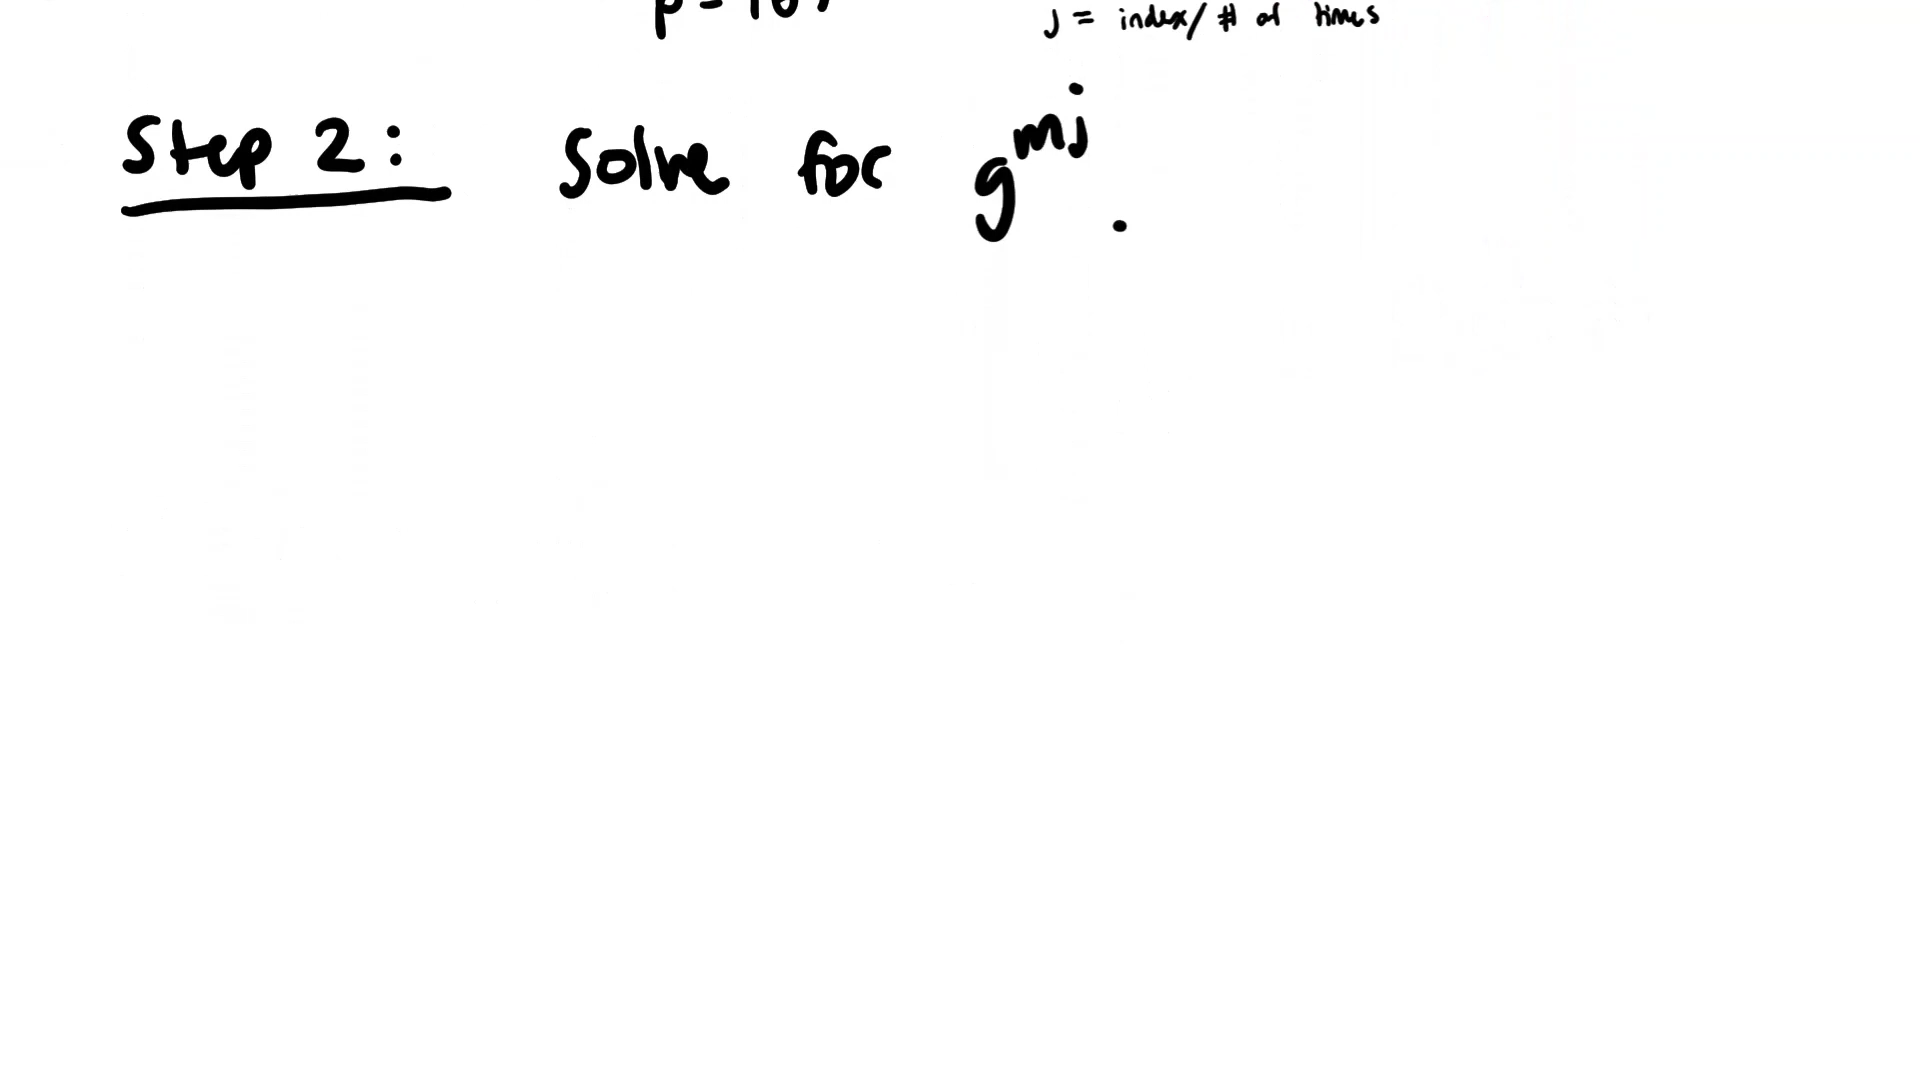 j = index/ # of times
Step 2: Solve for g^mj .